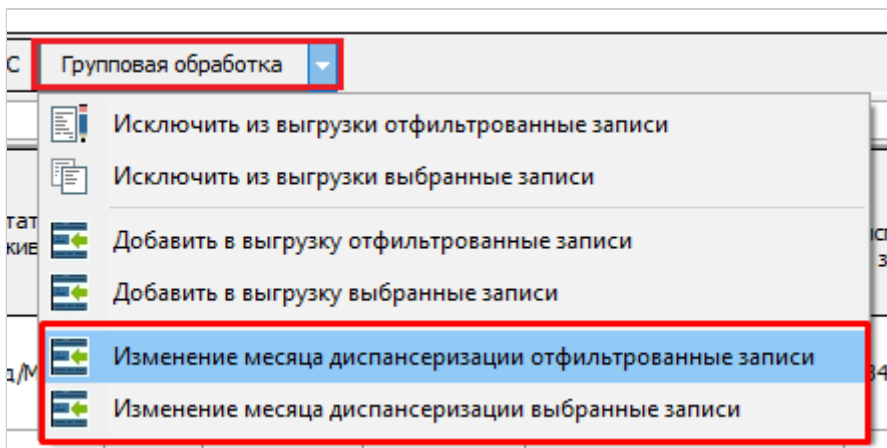 С Групповая обработка
Исключить из выгрузки отфильтрованные записи
Исключить из выгрузки выбранные записи
Добавить в выгрузку отфильтрованные записи
Добавить в выгрузку выбранные записи
Изменение месяца диспансеризации отфильтрованные записи
Изменение месяца диспансеризации выбранные записи